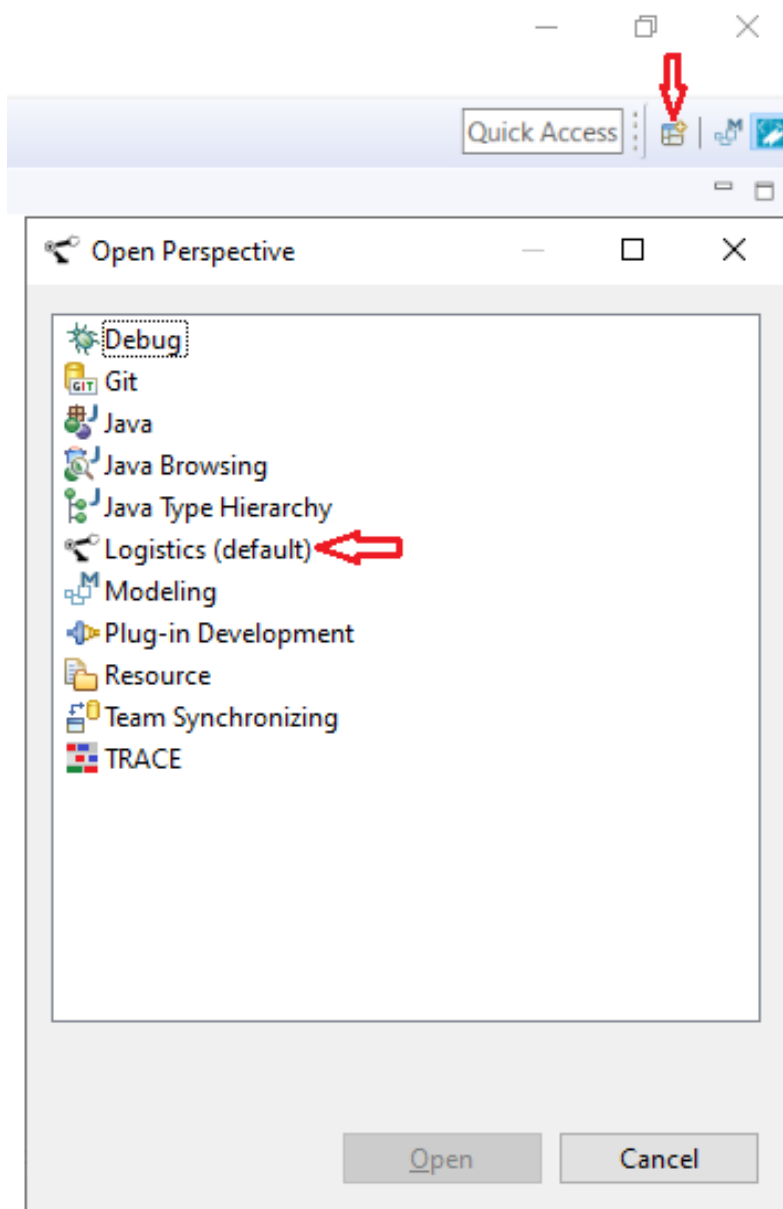 Quick Access
M
Open Perspective
Debug
GIT Git
Java
Java Browsing
Java Type Hierarchy
Logistics (default)
M Modeling
Plug-in Development
Resource
Team Synchronizing
TRACE
Open
Cancel